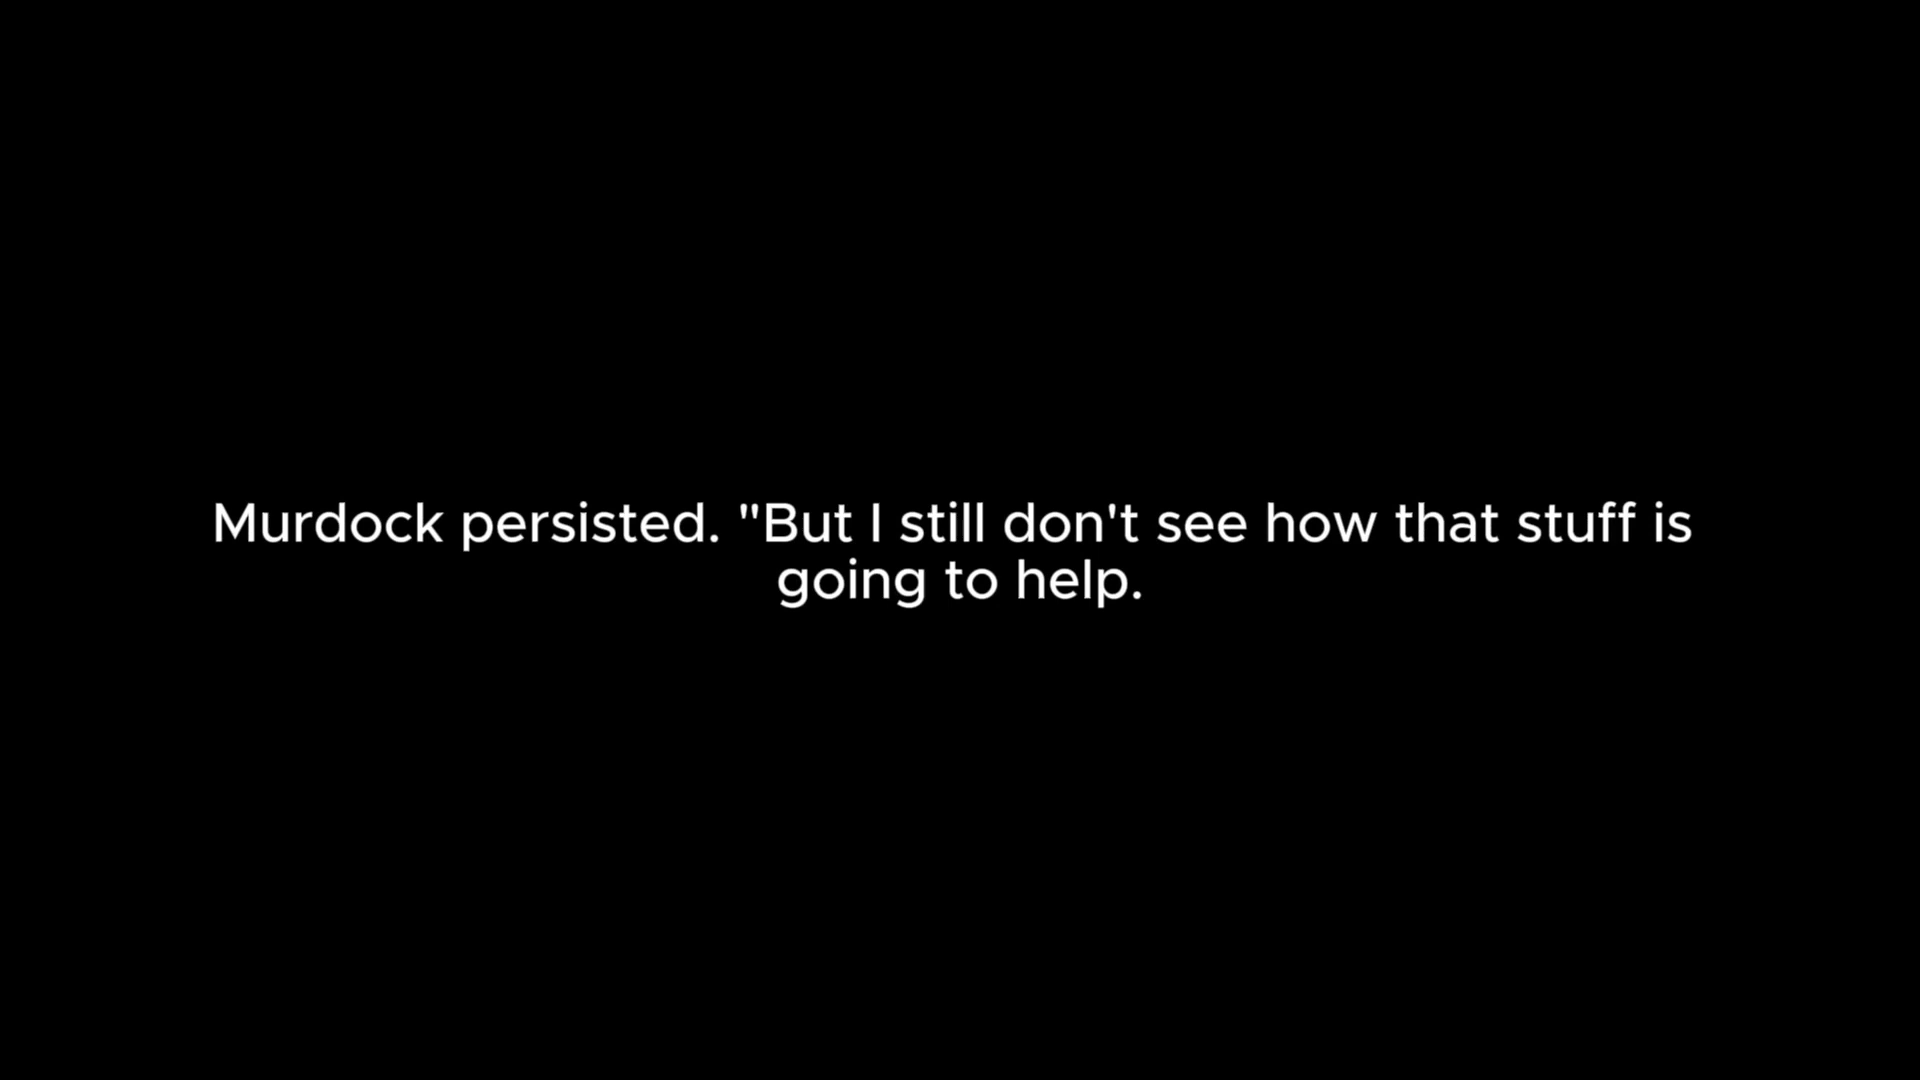 Murdock persisted. "But I still don't see how that stuff is
going to help.